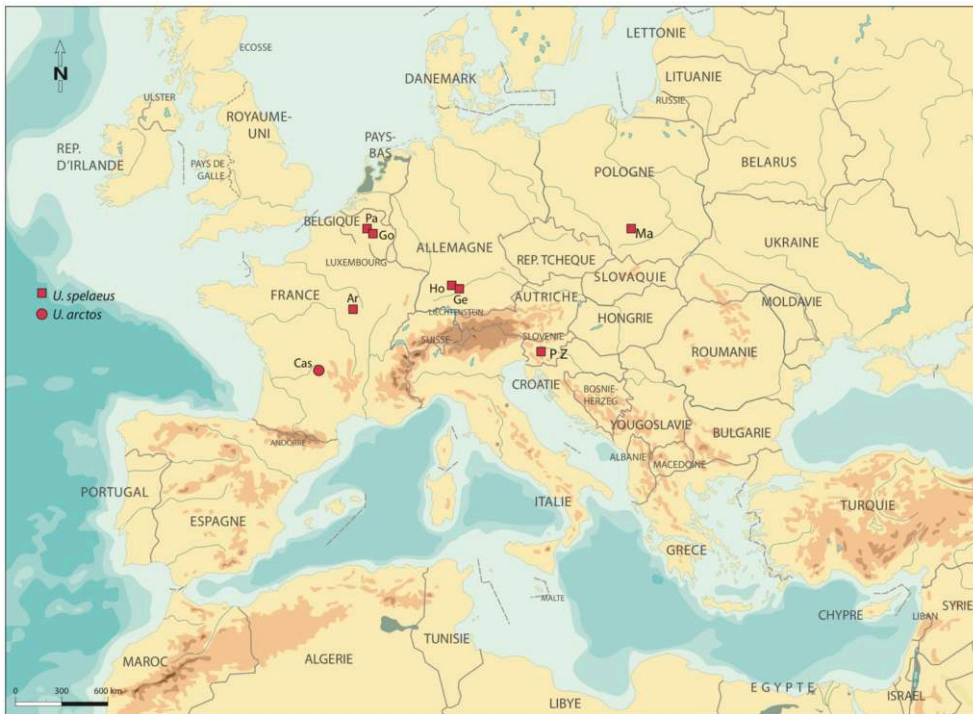 ECOSSE
LETTONIE
N
DANEMARK
LITUANIE
ULSTER
RUSSIE
ROYAUME-
UNI
PAYS-
BAS
REP.
D'IRLANDE
PAYS DE
GALLE
BELARUS
POLOGNE
BELGIQUE
Pa
Go
Ma
ALLEMAGNE
UKRAINE
LUXEMBOURG
REP. TCHEQUE
SLOVAQUIE
Ho
Ge
U. spelaeus
U. arctos
FRANCE
Ar
AUTRICHE
MOLDAVIE
LIECHTENSTEIN
HONGRIE
SUISSE
SLOVENIE
P Z
ROUMANIE
Cas
CROATIE
BOSNIE-
HERZEG.
YOUGOSLAVIE
BULGARIE
ANDORRE
ALBANIE
MACEDOINE
PORTUGAL
ESPAGNE
ITALIE
TURQUIE
GRECE
MALTE
CHYPRE
LIBAN
SYRIE
TUNISIE
MAROC
ALGERIE
EGYPTE
ISRAEL
LIBYE
0 300 600 km